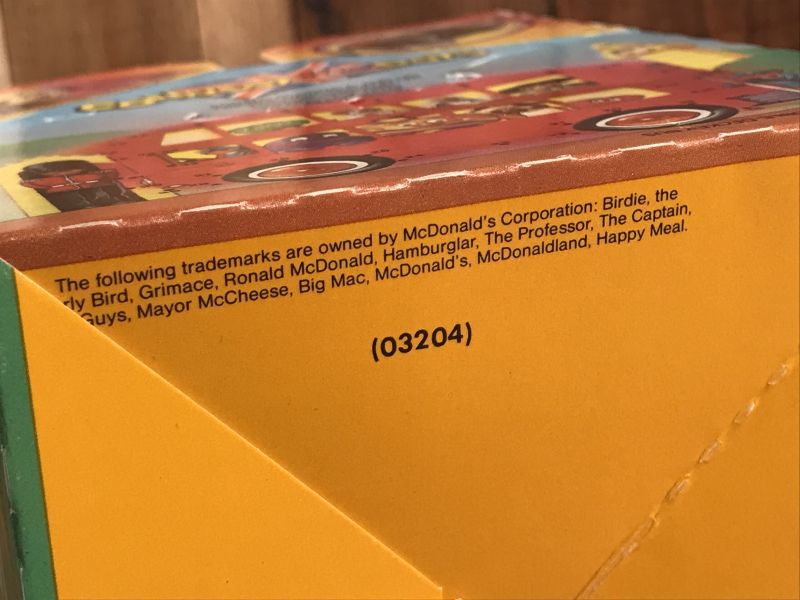 The following trademarks are owned by McDonald's Corporation: Birdie, the
rly Bird, Grimace, Ronald McDonald, Hamburglar, The Professor, The Captain,
Guys, Mayor McCheese, Big Mac, McDonald's, McDonaldland, Happy Meal.
(03204)